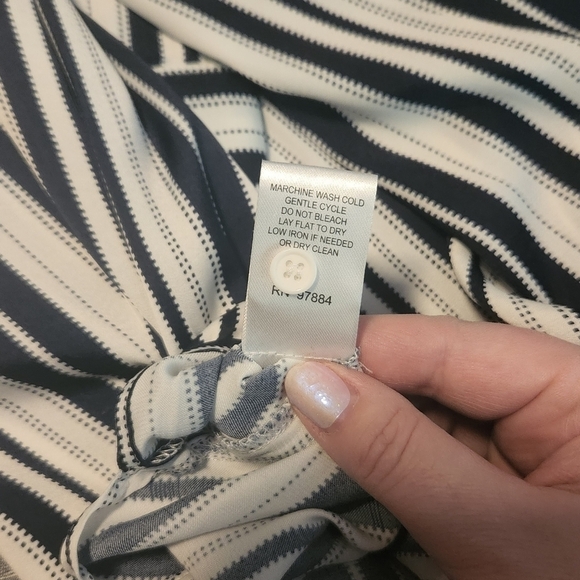 MARCHINE WASH COLD
GENTLE CYCLE
DO NOT BLEACH
LAY FLAT TO DRY
LOW IRON IF NEEDED
OR DRY CLEAN
RN 97884